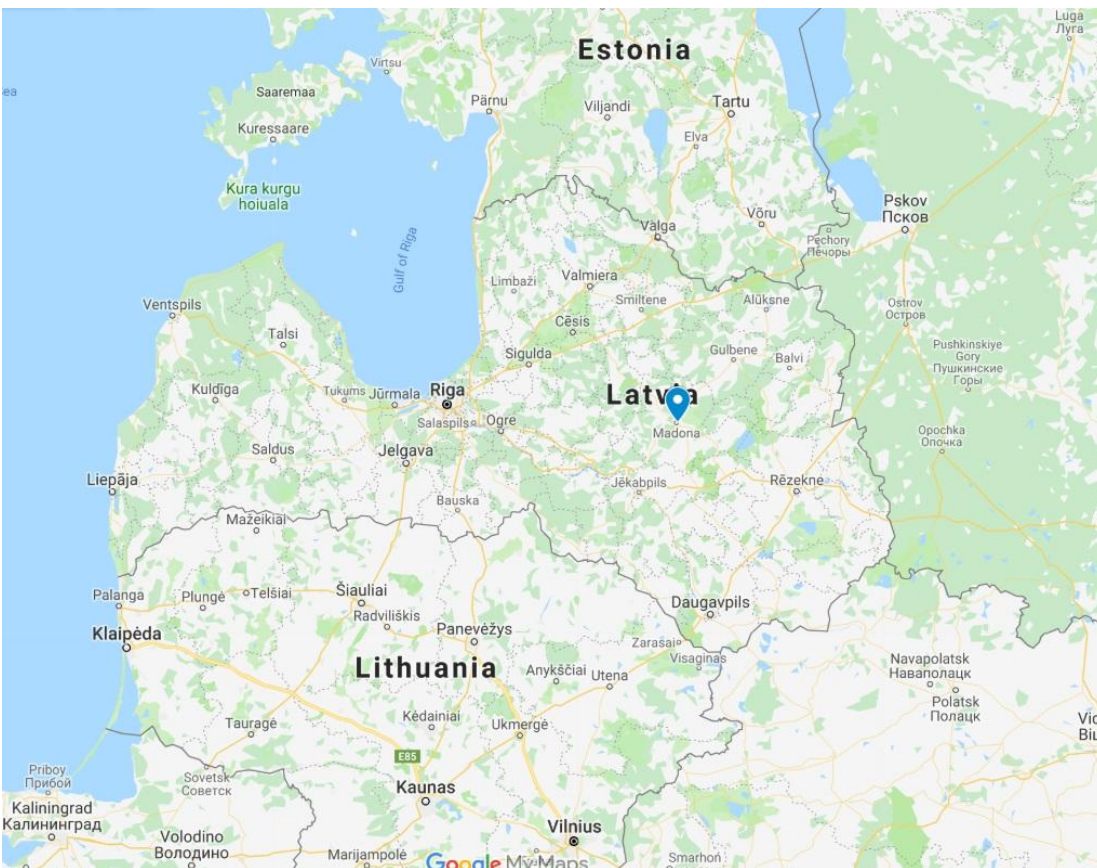 Luga
Луга
Estonia
Virtsu
ea
Saaremaa
Pärnu
Viljandi
Tartu
Kuressaare
Elva
Kura kurgu
hoiuala
Pskov
Псков
Võru
Valga
Pechory
Печоры
Gulf of Riga
Limbaži
Valmiera
Smiltene
Alūksne
Ostrov
Остров
Ventspils
Talsi
Cēsis
Sigulda
Gulbene
Balvi
Pushkinskiye
Gory
Пушкинские
Горы
Kuldīga
Tukums
Jūrmala
Riga
Latvia
Salaspils
Ogre
Madona
Opochka
Опочка
Saldus
Jelgava
Liepāja
Jēkabpils
Rēzekne
Bauska
Mažeikiai
Palanga
Plungė
Telšiai
Šiauliai
Radviliškis
Daugavpils
Klaipėda
Panevėžys
Zarasai
Visaginas
Lithuania
Anykščiai
Utena
Navapolatsk
Наваполацк
Polatsk
Полацк
Tauragė
Kėdainiai
Ukmergė
Vic
Віц
E85
Priboy
Прибой
Sovetsk
Советск
Kaunas
Kaliningrad
Калининград
Volodino
Володино
Vilnius
Marijampolė
Google My Maps
Smarhoń